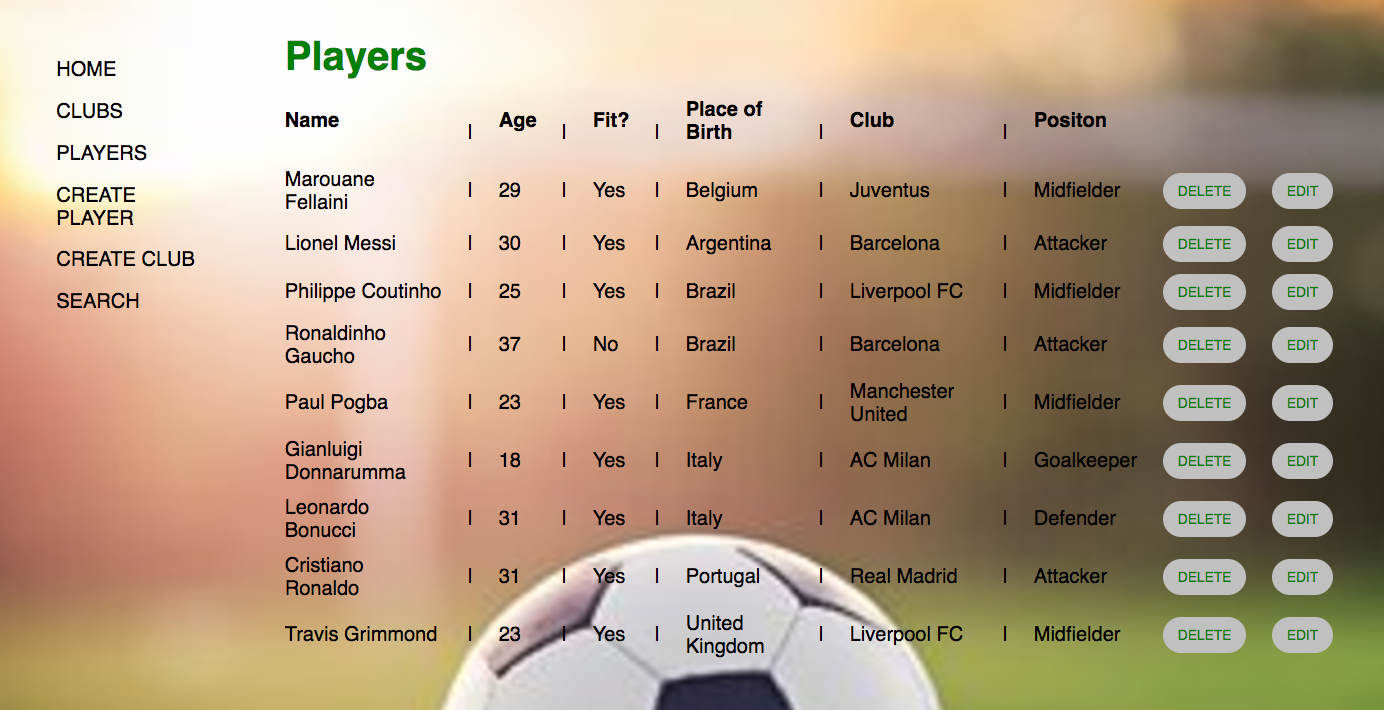 HOME
CLUBS
PLAYERS
CREATE
PLAYER
CREATE CLUB
SEARCH
Players
Name | Age | Fit? | Place of Birth | Club | Positon
Marouane Fellaini | 29 | Yes | Belgium | Juventus | Midfielder DELETE EDIT
Lionel Messi | 30 | Yes | Argentina | Barcelona | Attacker DELETE EDIT
Philippe Coutinho | 25 | Yes | Brazil | Liverpool FC | Midfielder DELETE EDIT
Ronaldinho Gaucho | 37 | No | Brazil | Barcelona | Attacker DELETE EDIT
Paul Pogba | 23 | Yes | France | Manchester United | Midfielder DELETE EDIT
Gianluigi Donnarumma | 18 | Yes | Italy | AC Milan | Goalkeeper DELETE EDIT
Leonardo Bonucci | 31 | Yes | Italy | AC Milan | Defender DELETE EDIT
Cristiano Ronaldo | 31 | Yes | Portugal | Real Madrid | Attacker DELETE EDIT
Travis Grimmond | 23 | Yes | United Kingdom | Liverpool FC | Midfielder DELETE EDIT